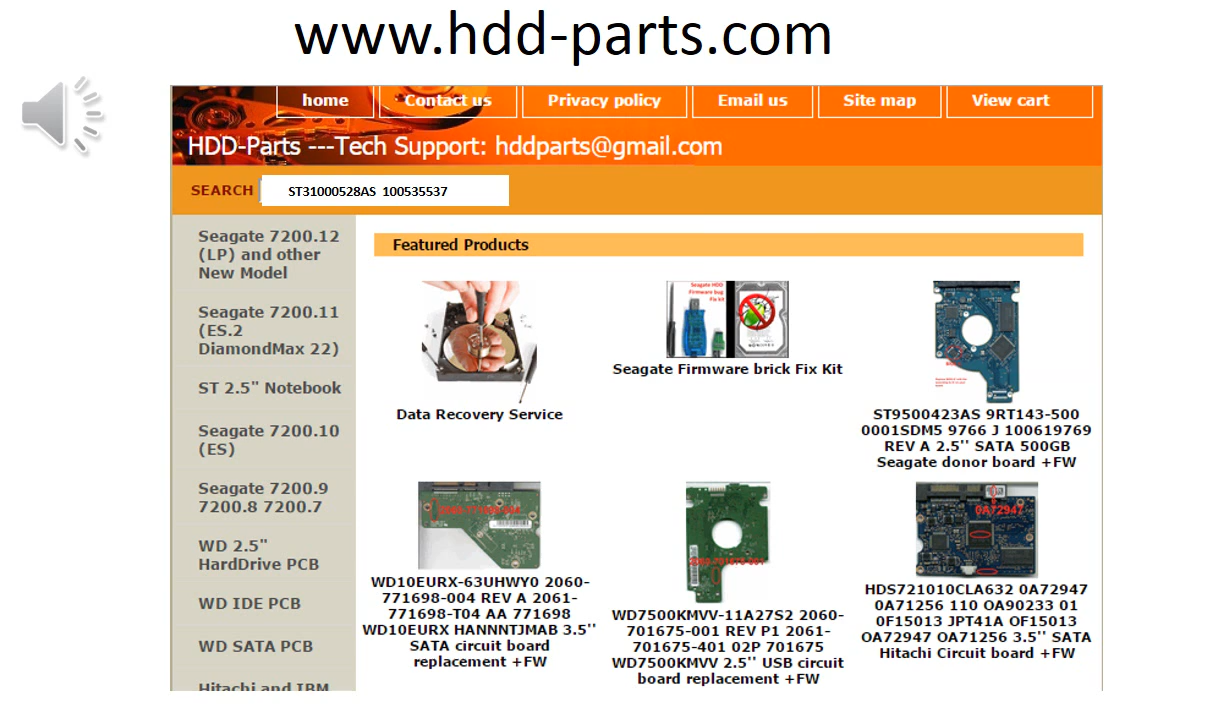 www.hdd-parts.com
home
Contact us
Privacy policy
Email us
Site map
View cart
HDD-Parts ---Tech Support: hddparts@gmail.com
SEARCH
ST31000528AS 100535537
Seagate 7200.12
(LP) and other
New Model
Seagate 7200.11
(ES.2
DiamondMax 22)
ST 2.5" Notebook
Seagate 7200.10
(ES)
Seagate 7200.9
7200.8 7200.7
WD 2.5"
HardDrive PCB
WD IDE PCB
WD SATA PCB
Hitachi and IBM
Featured Products
Data Recovery Service
Seagate HDD
Firmware bug
Fix kit
Seagate Firmware brick Fix Kit
ST9500423AS 9RT143-500
0001SDM5 9766 J 100619769
REV A 2.5'' SATA 500GB
Seagate donor board +FW
WD10EURX-63UHWY0 2060-
771698-004 REV A 2061-
771698-T04 AA 771698
WD10EURX HANNNTJMAB 3.5''
SATA circuit board
replacement +FW
WD7500KMVV-11A27S2 2060-
701675-001 REV P1 2061-
701675-401 02P 701675
WD7500KMVV 2.5" USB circuit
board replacement +FW
0A72947
HDS721010CLA632 0A72947
0A71256 110 OA90233 01
0F15013 JPT41A OF15013
OA72947 OA71256 3.5'' SATA
Hitachi Circuit board +FW